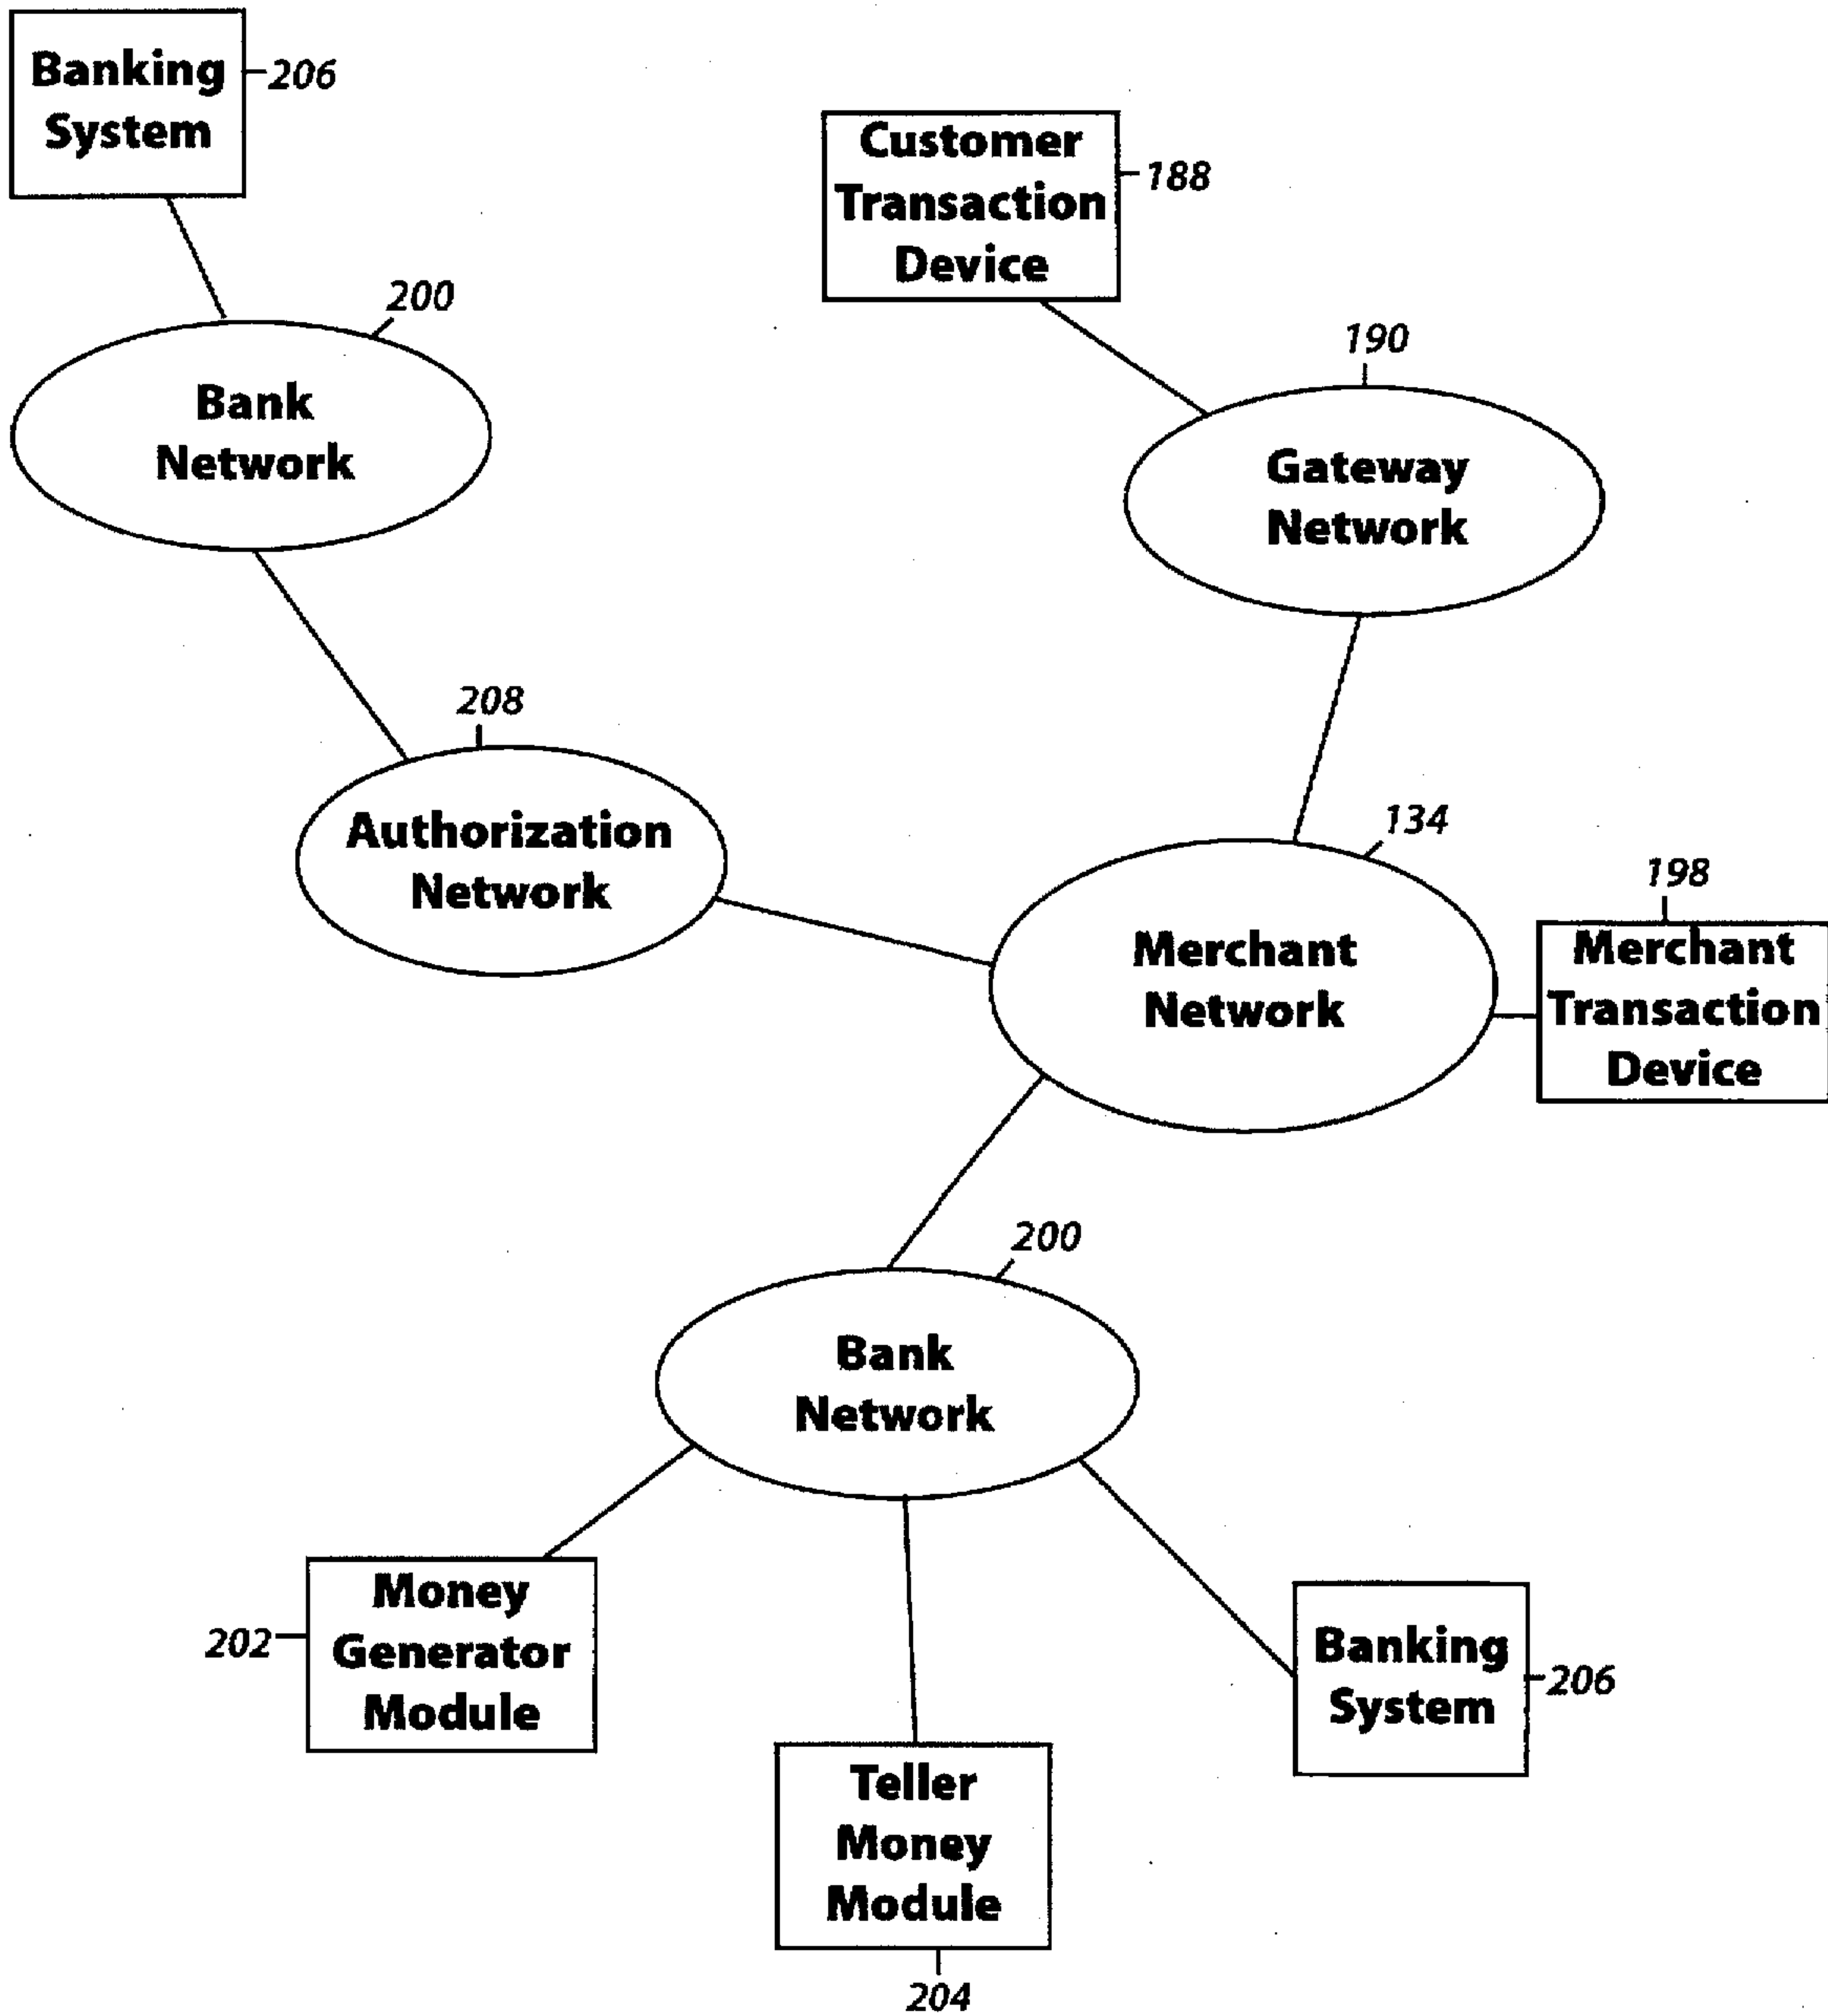 Banking
System
206
Customer
Transaction
Device
188
200
Bank
Network
190
Gateway
Network
208
Authorization
Network
134
Merchant
Network
198
Merchant
Transaction
Device
200
Bank
Network
Money
Generator
Module
202
Banking
System
206
Teller
Money
Module
204